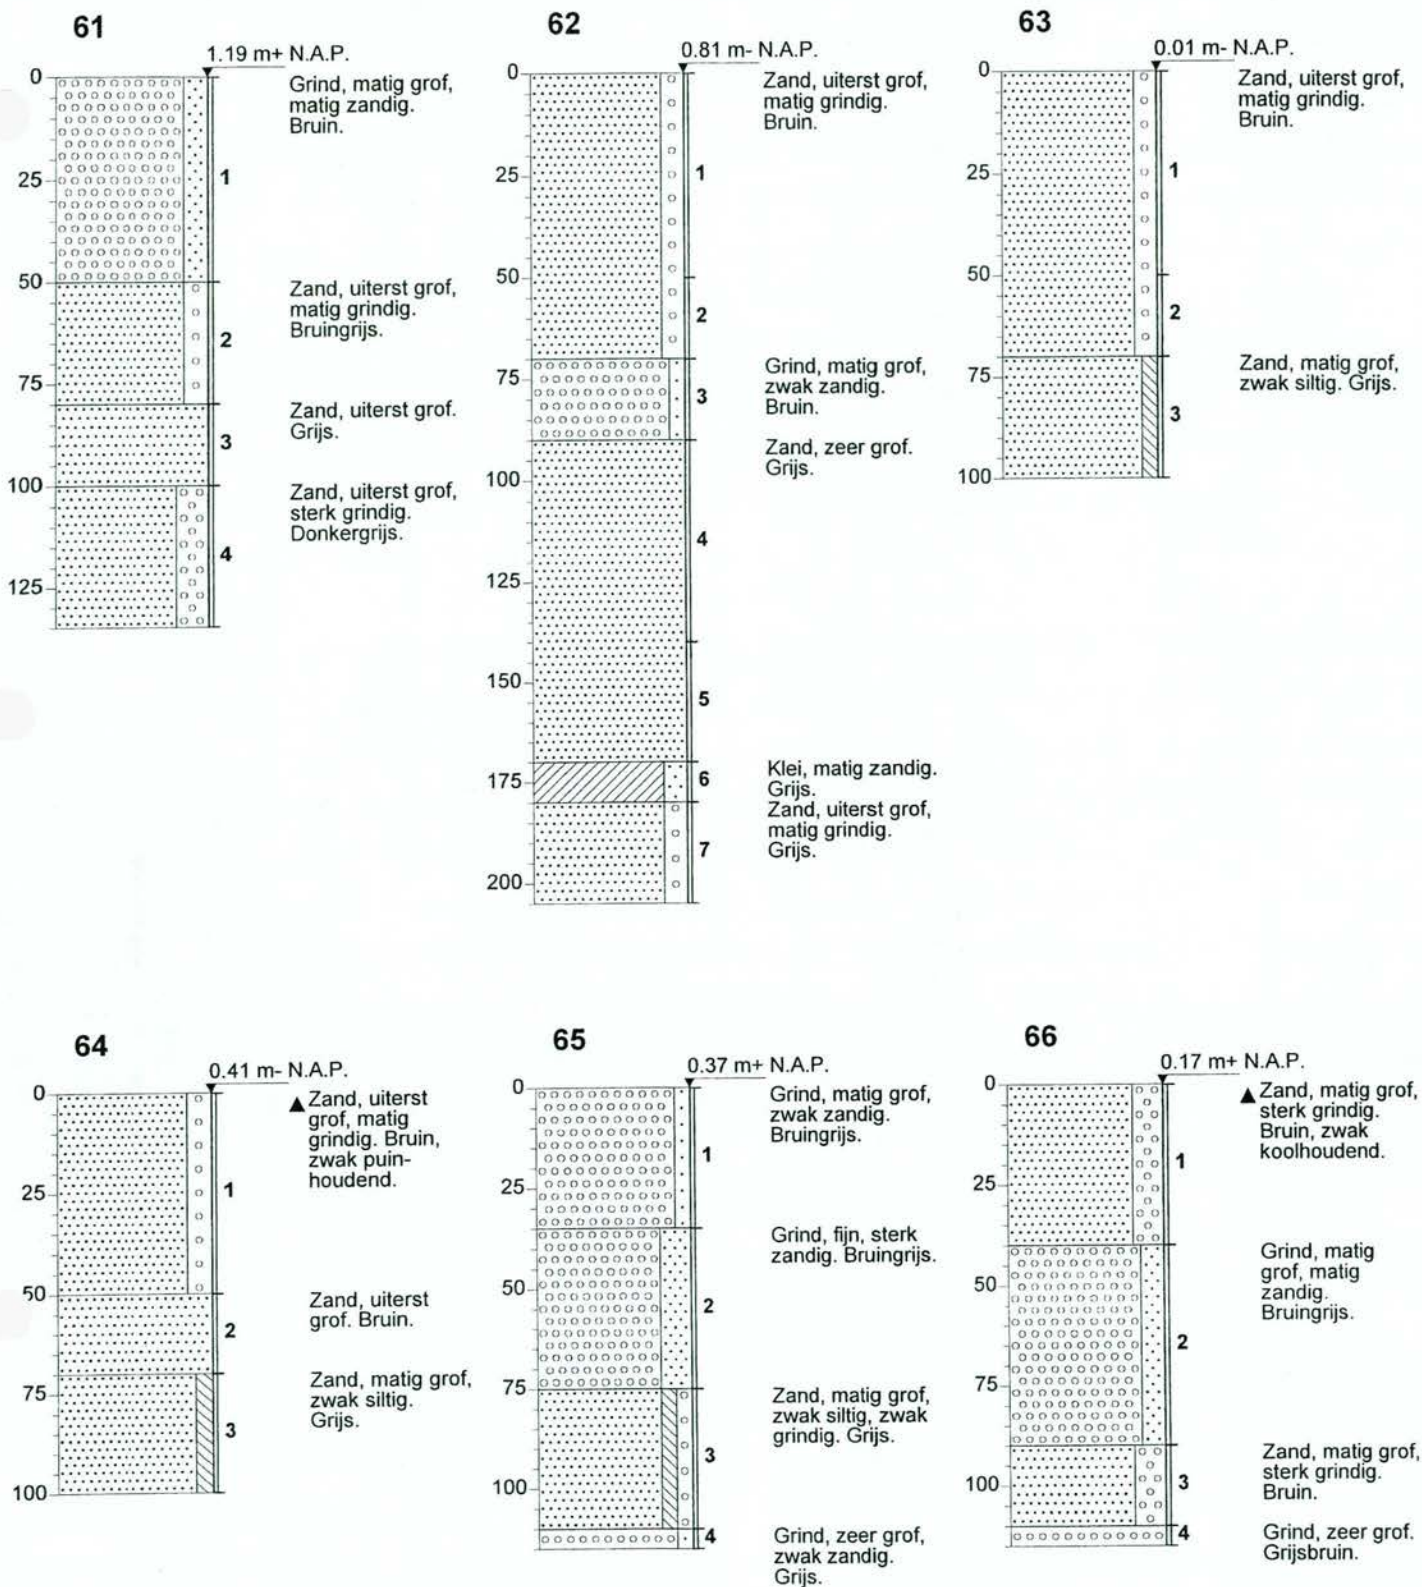 61
1.19 m+ N.A.P.
0
25
50
75
100
125
1
2
3
4
Grind, matig grof,
matig zandig.
Bruin.
Zand, uiterst grof,
matig grindig.
Bruingrijs.
Zand, uiterst grof.
Grijs.
Zand, uiterst grof,
sterk grindig.
Donkergrijs.
62
0.81 m- N.A.P.
0
25
50
75
100
125
150
175
200
1
2
3
4
5
6
7
Zand, uiterst grof,
matig grindig.
Bruin.
Grind, matig grof,
zwak zandig.
Bruin.
Zand, zeer grof.
Grijs.
Klei, matig zandig.
Grijs.
Zand, uiterst grof,
matig grindig.
Grijs.
63
0.01 m- N.A.P.
0
25
50
75
100
1
2
3
Zand, uiterst grof,
matig grindig.
Bruin.
Zand, matig grof,
zwak siltig. Grijs.
64
0.41 m- N.A.P.
0
25
50
75
100
1
2
3
Zand, uiterst
grof, matig
grindig. Bruin,
zwak puin-
houdend.
Zand, uiterst
grof. Bruin.
Zand, matig grof,
zwak siltig.
Grijs.
65
0.37 m+ N.A.P.
0
25
50
75
100
1
2
3
4
Grind, matig grof,
zwak zandig.
Bruingrijs.
Grind, fijn, sterk
zandig. Bruingrijs.
Zand, matig grof,
zwak siltig, zwak
grindig. Grijs.
Grind, zeer grof,
zwak zandig.
Grijs.
66
0.17 m+ N.A.P.
0
25
50
75
100
1
2
3
4
Zand, matig grof,
sterk grindig.
Bruin, zwak
koolhoudend.
Grind, matig
grof, matig
zandig.
Bruingrijs.
Zand, matig grof,
sterk grindig.
Bruin.
Grind, zeer grof.
Grijsbruin.